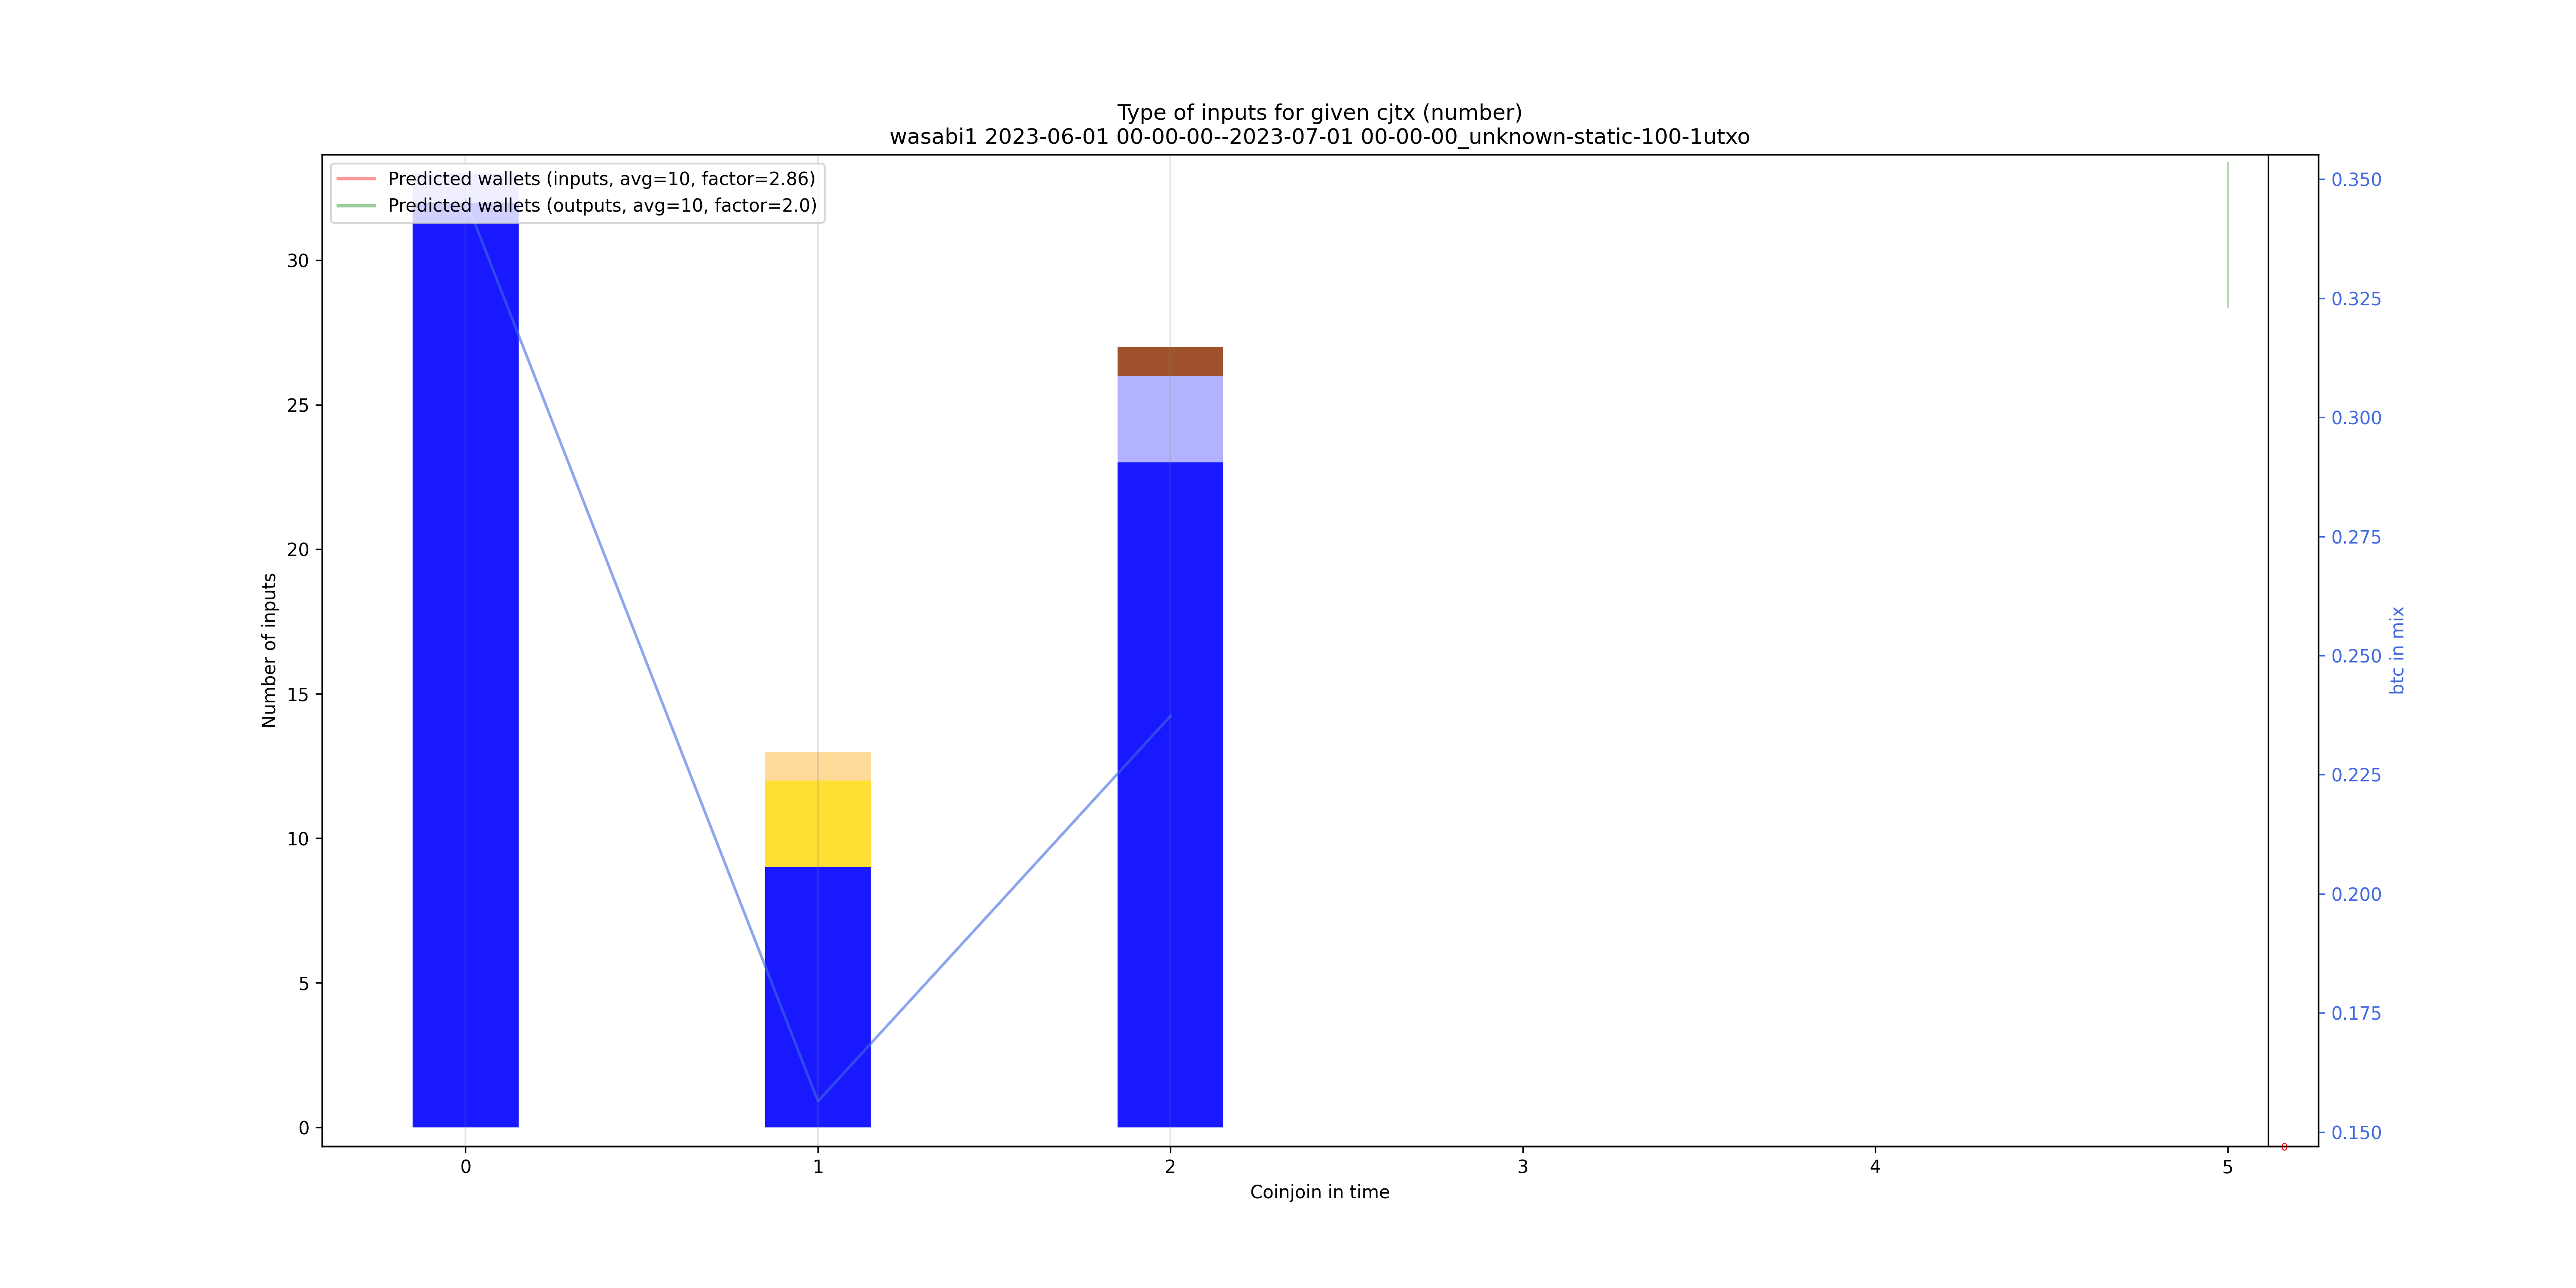 Type of inputs for given cjtx (number)
wasabi1 2023-06-01 00-00-00--2023-07-01 00-00-00_unknown-static-100-1utxo
Predicted wallets (inputs, avg=10, factor=2.86)
Predicted wallets (outputs, avg=10, factor=2.0)
30
25
20
15
10
5
0
Number of inputs
0.350
0.325
0.300
0.275
0.250
0.225
0.200
0.175
0.150
btc in mix
0
0 1 2 3 4 5
Coinjoin in time